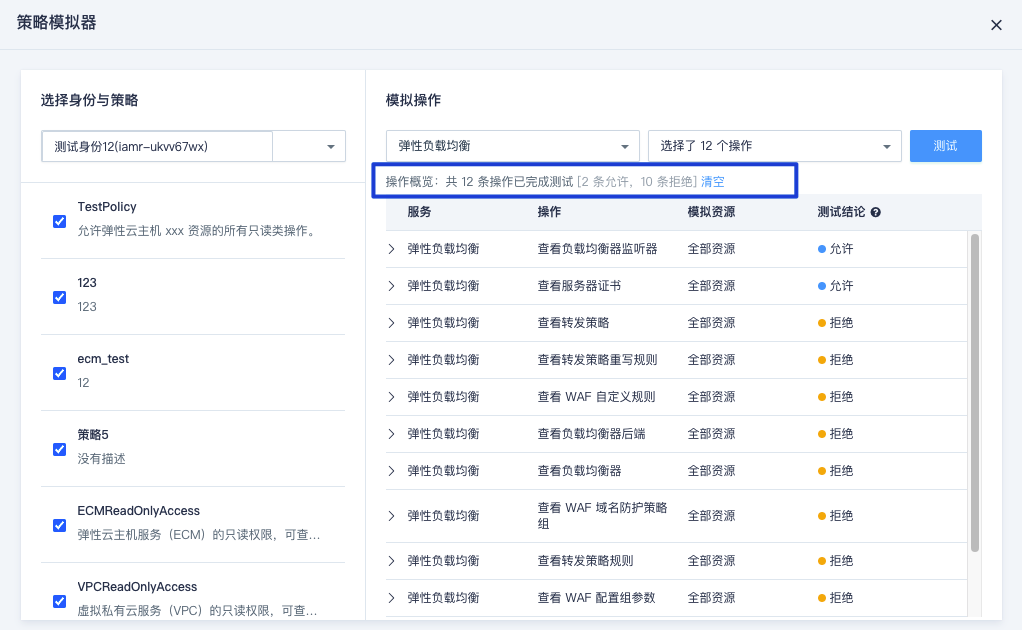 策略模拟器
选择身份与策略
测试身份12(iamr-ukvv67wx)
TestPolicy
允许弹性云主机 xxx 资源的所有只读类操作。
123
123
ecm_test
12
策略5
没有描述
ECMReadOnlyAccess
弹性云主机服务（ECM）的只读权限，可查…
VPCReadOnlyAccess
虚拟私有云服务（VPC）的只读权限，可查…
模拟操作
弹性负载均衡 选择了 12 个操作 测试
操作概览：共 12 条操作已完成测试 [2 条允许，10 条拒绝] 清空
服务 操作 模拟资源 测试结论
弹性负载均衡 查看负载均衡器监听器 全部资源 允许
弹性负载均衡 查看服务器证书 全部资源 允许
弹性负载均衡 查看转发策略 全部资源 拒绝
弹性负载均衡 查看转发策略重写规则 全部资源 拒绝
弹性负载均衡 查看 WAF 自定义规则 全部资源 拒绝
弹性负载均衡 查看负载均衡器后端 全部资源 拒绝
弹性负载均衡 查看负载均衡器 全部资源 拒绝
弹性负载均衡 查看 WAF 域名防护策略 全部资源 拒绝
组
弹性负载均衡 查看转发策略规则 全部资源 拒绝
弹性负载均衡 查看 WAF 配置组参数 全部资源 拒绝